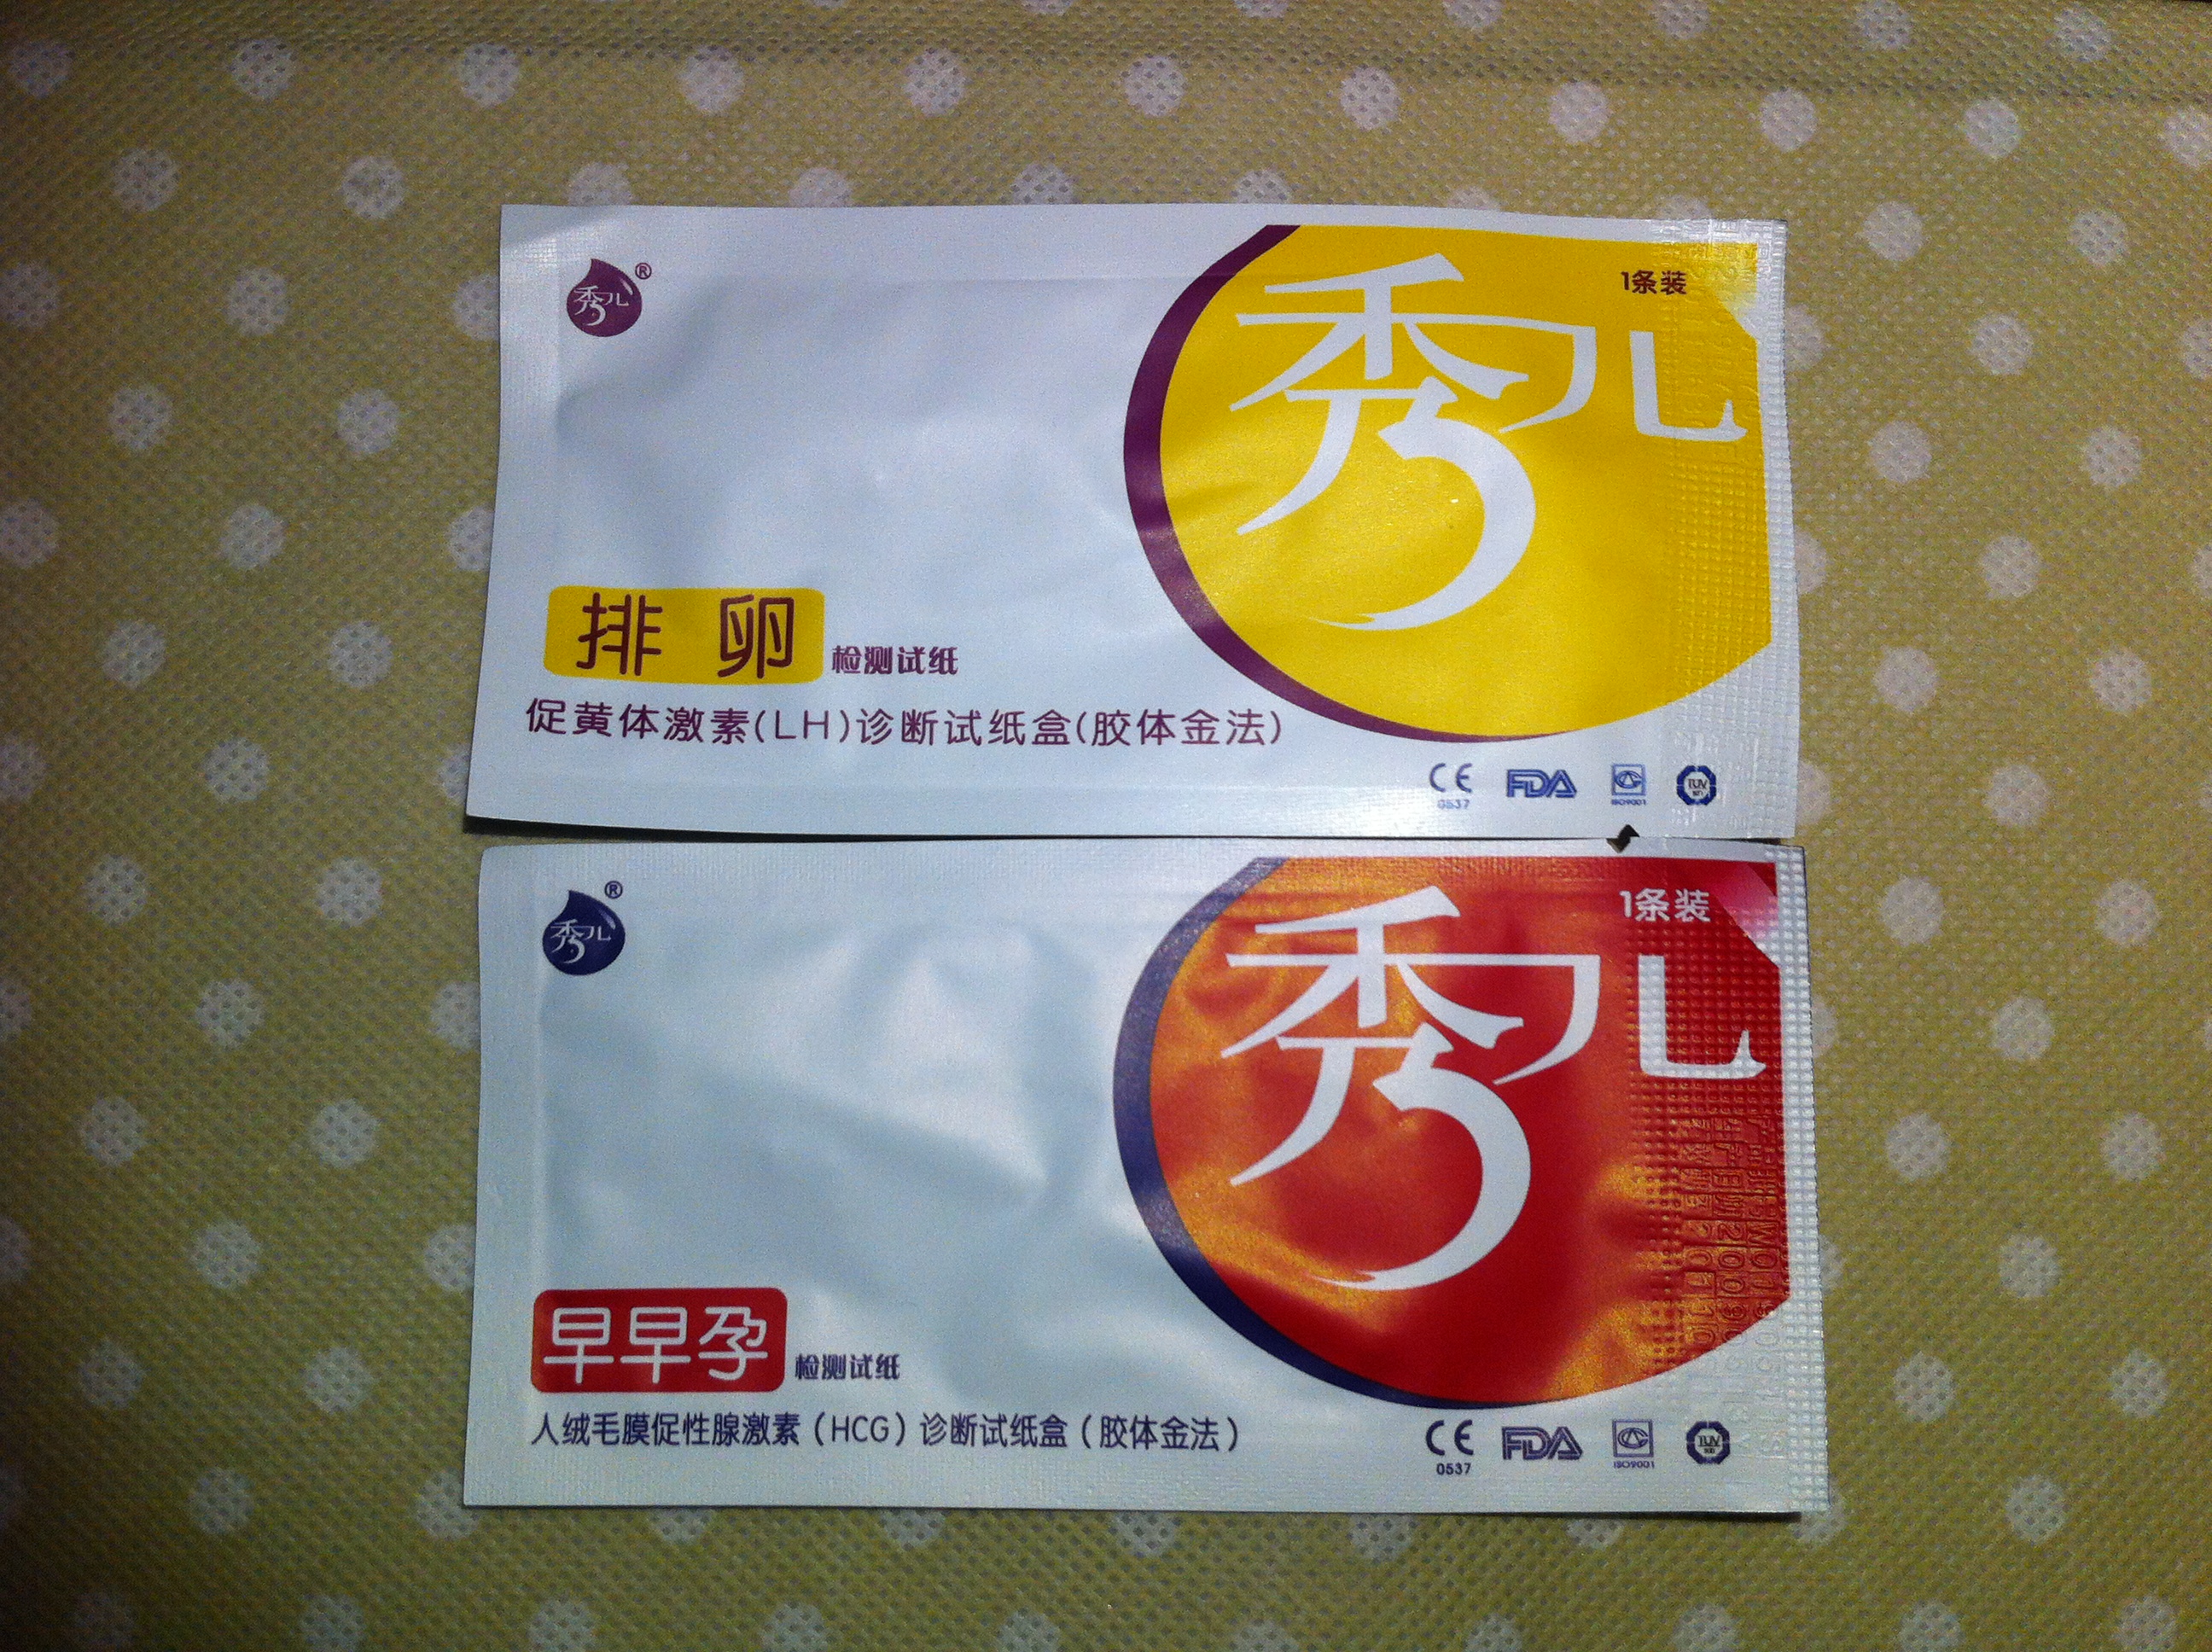 秀儿®
1条装
秀儿
排卵 检测试纸
促黄体激素(LH)诊断试纸盒(胶体金法)
CE FDA
0537 ISO9001 TUV
秀儿®
1条装
秀儿
早早孕 检测试纸
人绒毛膜促性腺激素(HCG)诊断试纸盒(胶体金法)
CE FDA
0537 ISO9001 TUV